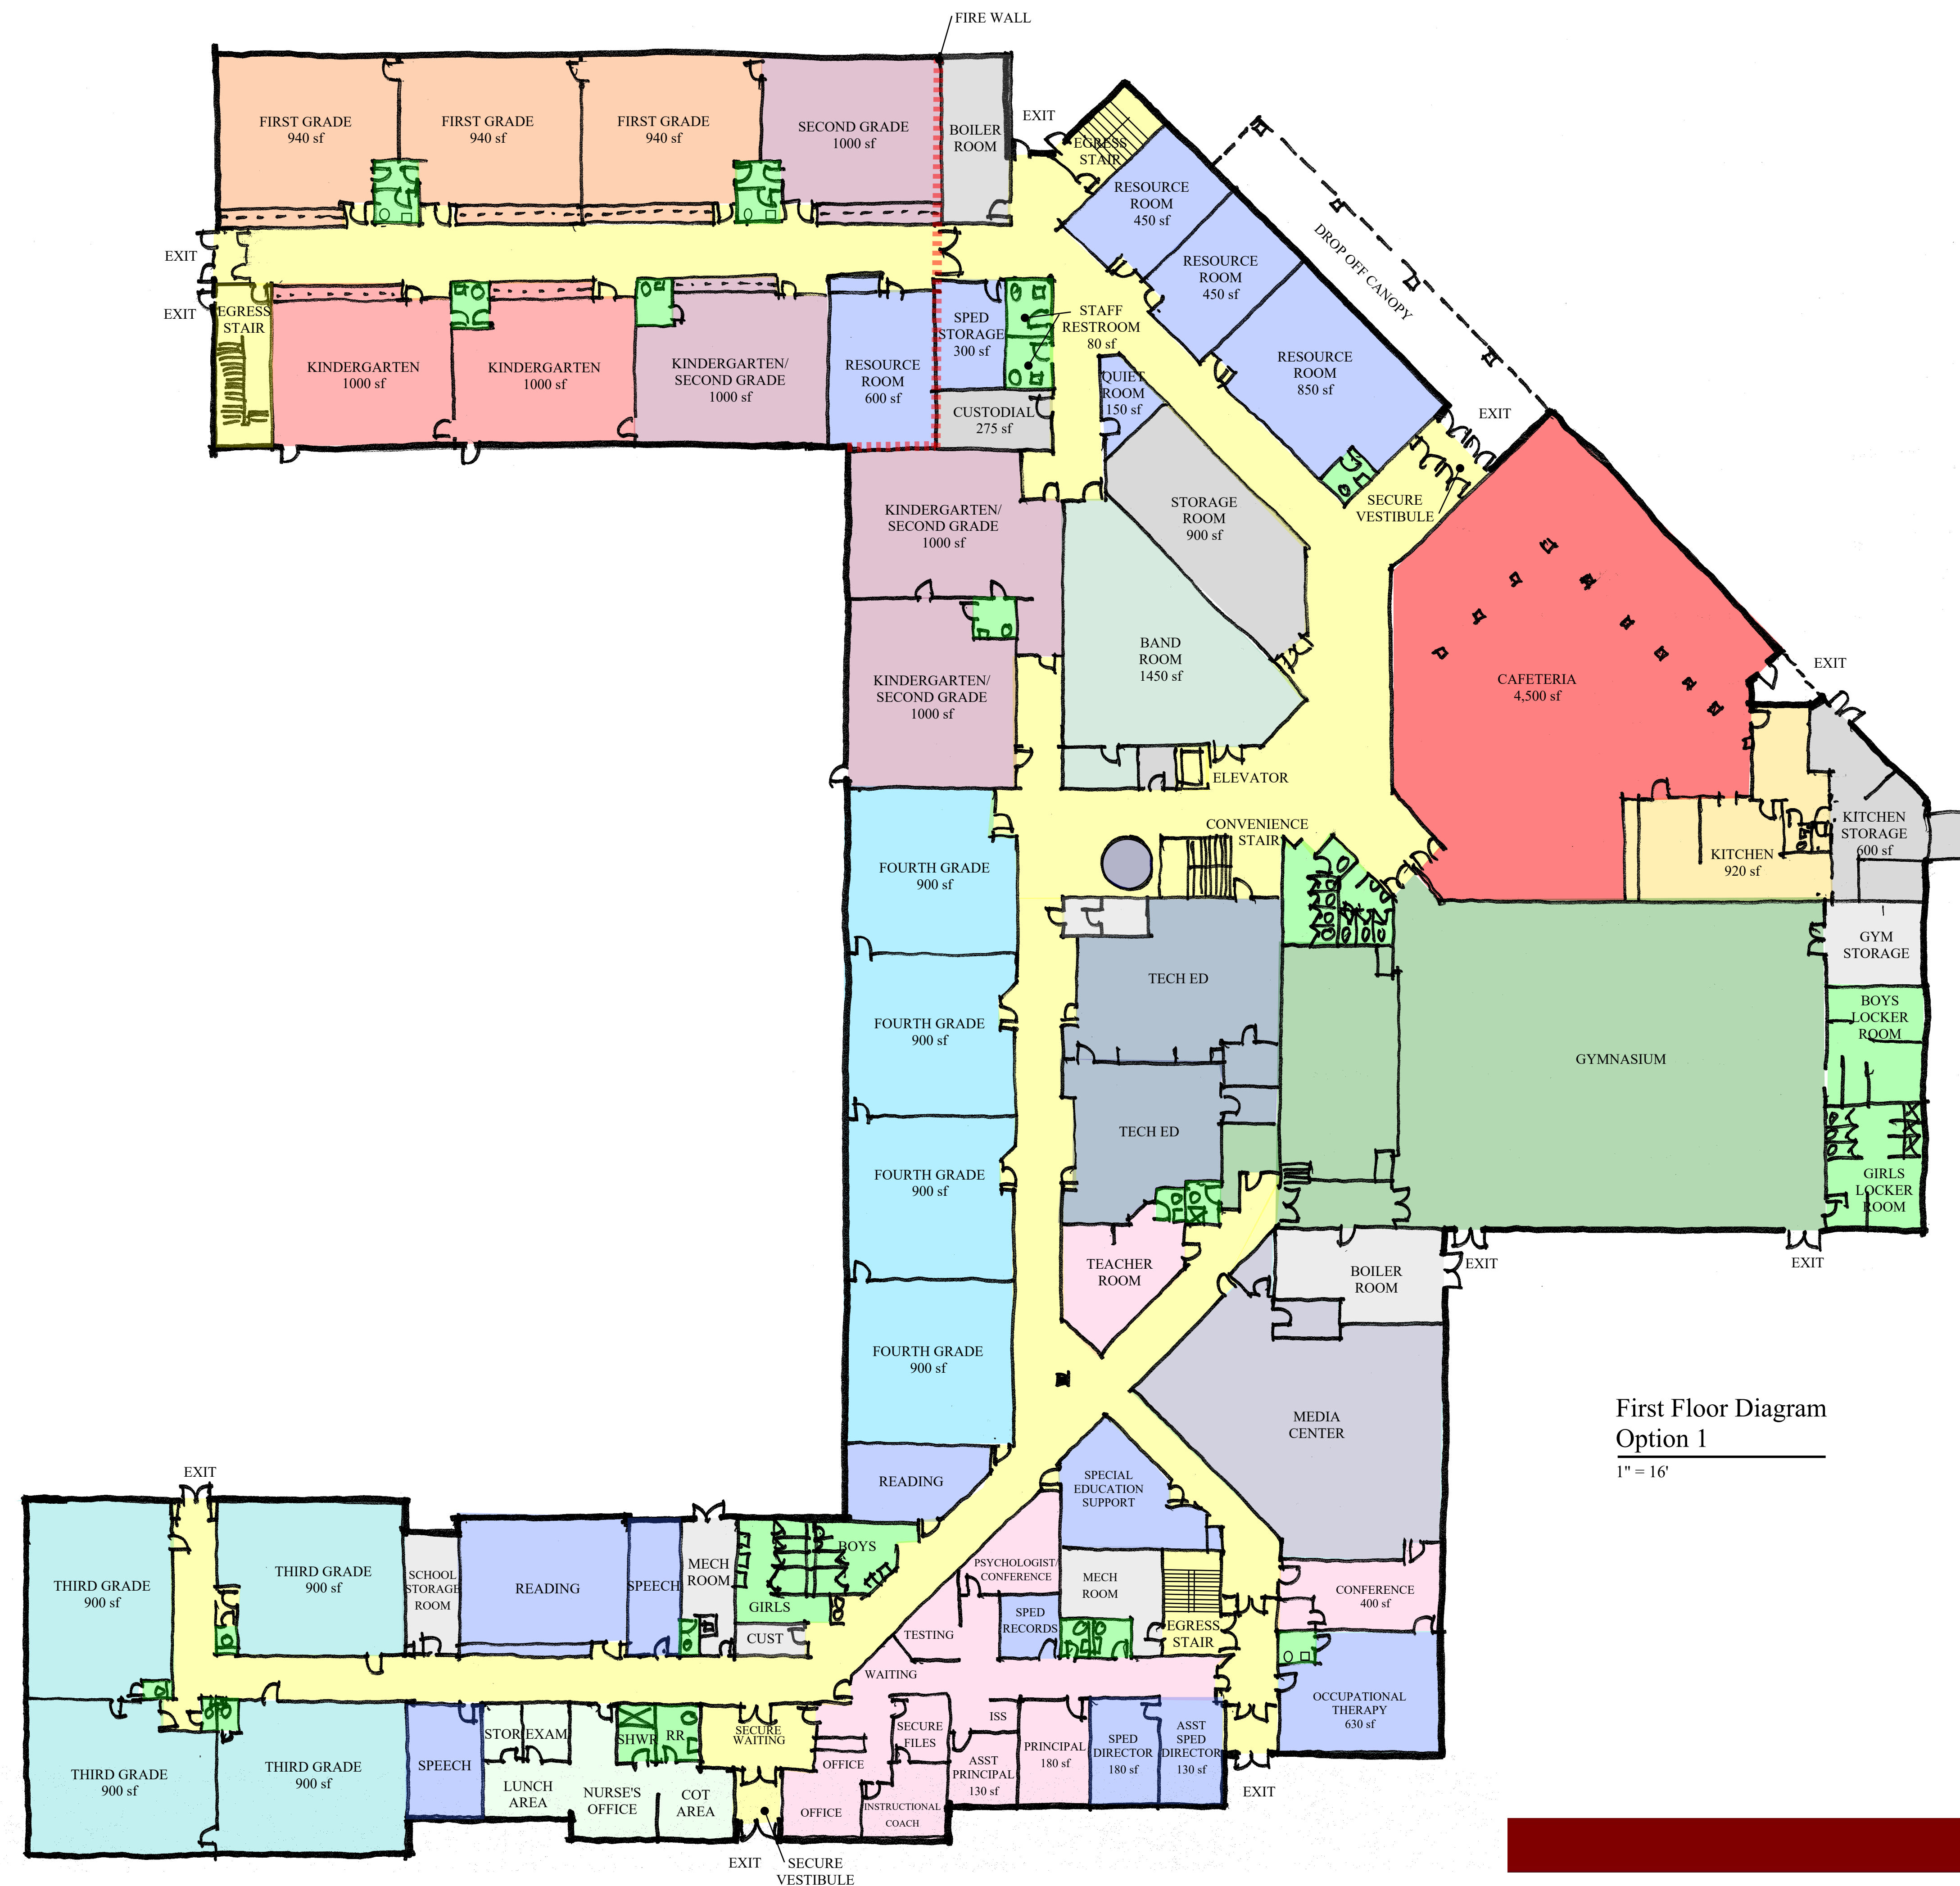 FIRE WALL
FIRST GRADE
940 sf
FIRST GRADE
940 sf
FIRST GRADE
940 sf
SECOND GRADE
1000 sf
BOILER
ROOM
EXIT
EGRESS
STAIR
RESOURCE
ROOM
450 sf
RESOURCE
ROOM
450 sf
DROP OFF CANOPY
EXIT
EXIT
EGRESS
STAIR
KINDERGARTEN
1000 sf
KINDERGARTEN
1000 sf
KINDERGARTEN/
SECOND GRADE
1000 sf
RESOURCE
ROOM
600 sf
SPED
STORAGE
300 sf
STAFF
RESTROOM
80 sf
CUSTODIAL
275 sf
QUIET
ROOM
150 sf
RESOURCE
ROOM
850 sf
EXIT
SECURE
VESTIBULE
KINDERGARTEN/
SECOND GRADE
1000 sf
STORAGE
ROOM
900 sf
KINDERGARTEN/
SECOND GRADE
1000 sf
BAND
ROOM
1450 sf
CAFETERIA
4,500 sf
EXIT
ELEVATOR
CONVENIENCE
STAIR
KITCHEN
920 sf
KITCHEN
STORAGE
600 sf
FOURTH GRADE
900 sf
TECH ED
GYM
STORAGE
FOURTH GRADE
900 sf
BOYS
LOCKER
ROOM
GYMNASIUM
TECH ED
FOURTH GRADE
900 sf
GIRLS
LOCKER
ROOM
TEACHER
ROOM
BOILER
ROOM
EXIT
EXIT
FOURTH GRADE
900 sf
MEDIA
CENTER
First Floor Diagram
Option 1
1" = 16'
READING
SPECIAL
EDUCATION
SUPPORT
EXIT
THIRD GRADE
900 sf
THIRD GRADE
900 sf
SCHOOL
STORAGE
ROOM
READING
SPEECH
MECH
ROOM
BOYS
GIRLS
CUST
PSYCHOLOGIST/
CONFERENCE
MECH
ROOM
SPED
RECORDS
TESTING
EGRESS
STAIR
CONFERENCE
400 sf
WAITING
OCCUPATIONAL
THERAPY
630 sf
THIRD GRADE
900 sf
THIRD GRADE
900 sf
SPEECH
STOR
EXAM
LUNCH
AREA
NURSE'S
OFFICE
SHWR
RR
COT
AREA
SECURE
WAITING
OFFICE
OFFICE
SECURE
FILES
INSTRUCTIONAL
COACH
ISS
ASST
PRINCIPAL
130 sf
PRINCIPAL
180 sf
SPED
DIRECTOR
180 sf
ASST
SPED
DIRECTOR
130 sf
EXIT
EXIT
SECURE
VESTIBULE